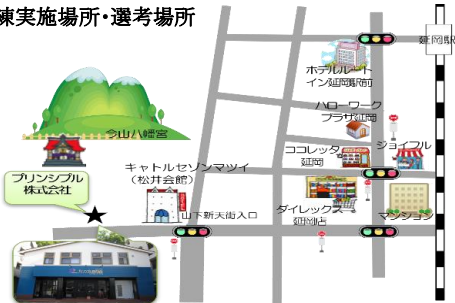 練実施場所・選考場所
延岡駅
ホテルルート
イン延岡駅前
ハローワーク
プラザ延岡
今山八幡宮
ココレッタ
延岡
ジョイフル
プリンシプル
株式会社
キャトルセゾンマツイ
(松井会館)
山下新天街入口
ダイレックス
延岡店
マンション